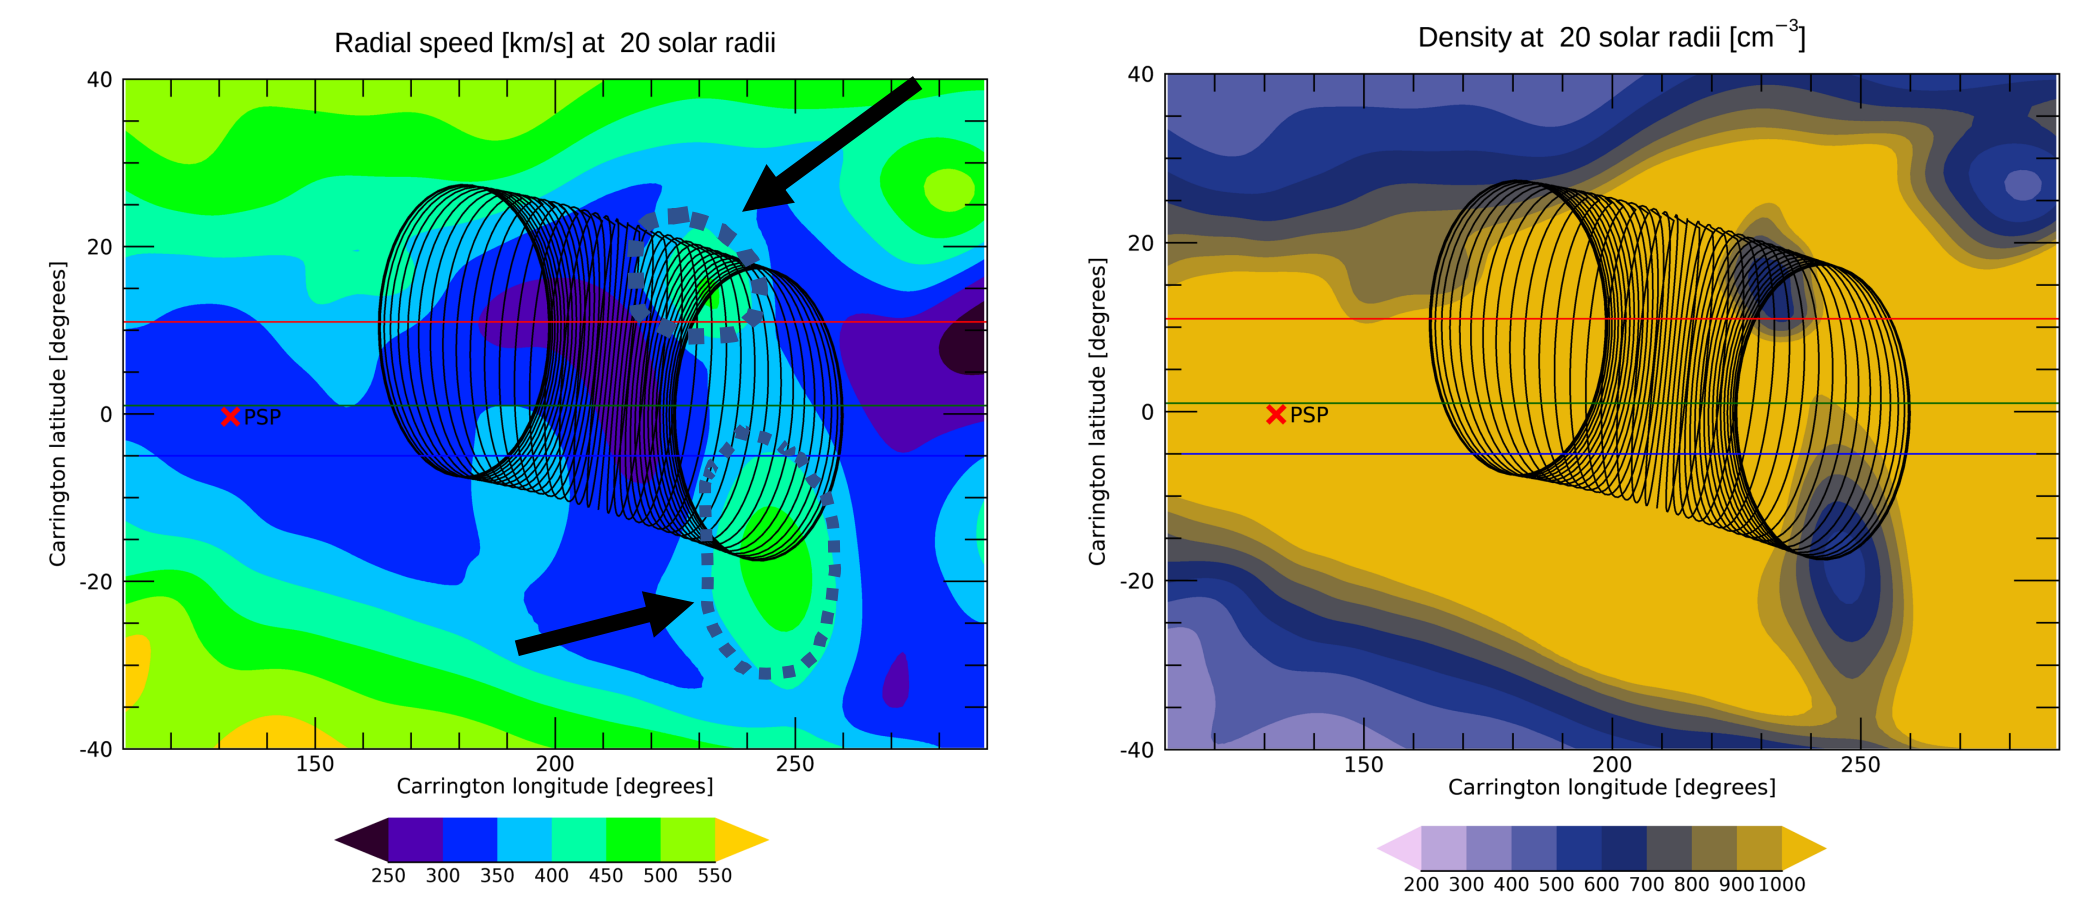 Radial speed [km/s] at 20 solar radii
40
20
0
-20
-40
Carrington latitude [degrees]
PSP
150 200 250
Carrington longitude [degrees]
250 300 350 400 450 500 550
Density at 20 solar radii [cm⁻³]
40
20
0
-20
-40
Carrington latitude [degrees]
PSP
150 200 250
Carrington longitude [degrees]
200 300 400 500 600 700 800 900 1000